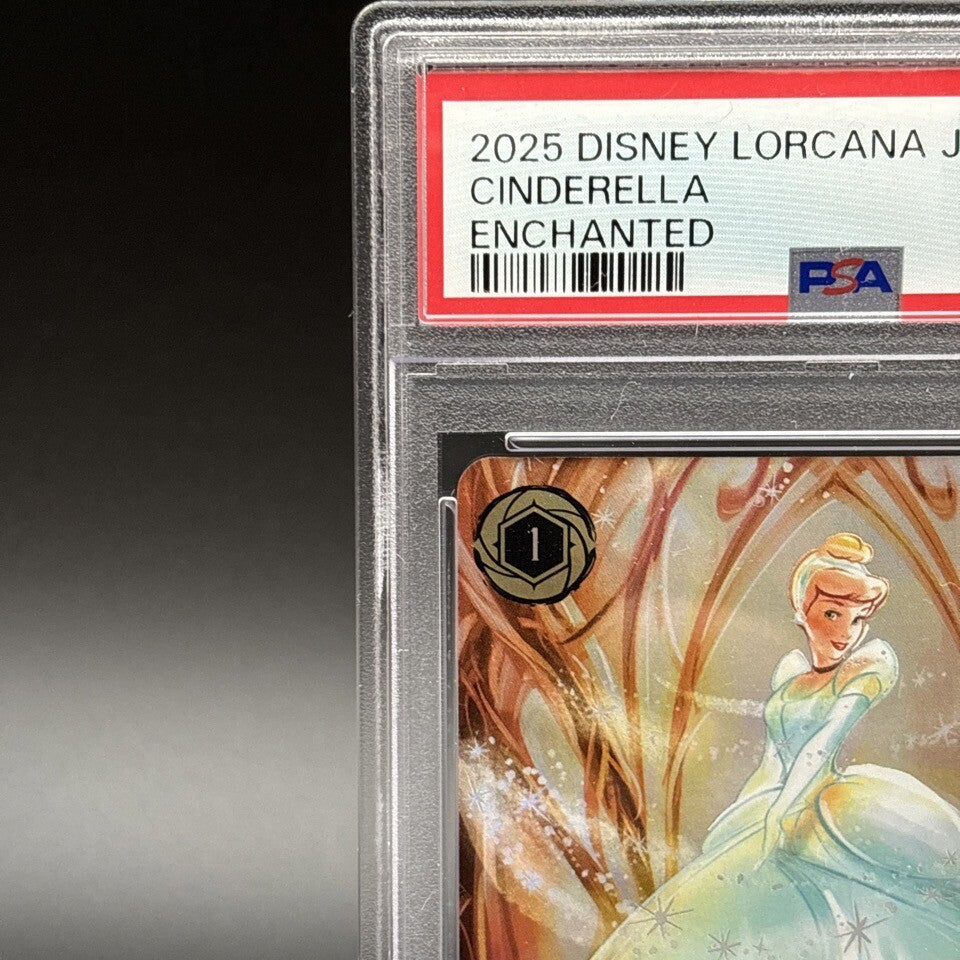 2025 DISNEY LORCANA J
CINDERELLA
ENCHANTED
PSA
1